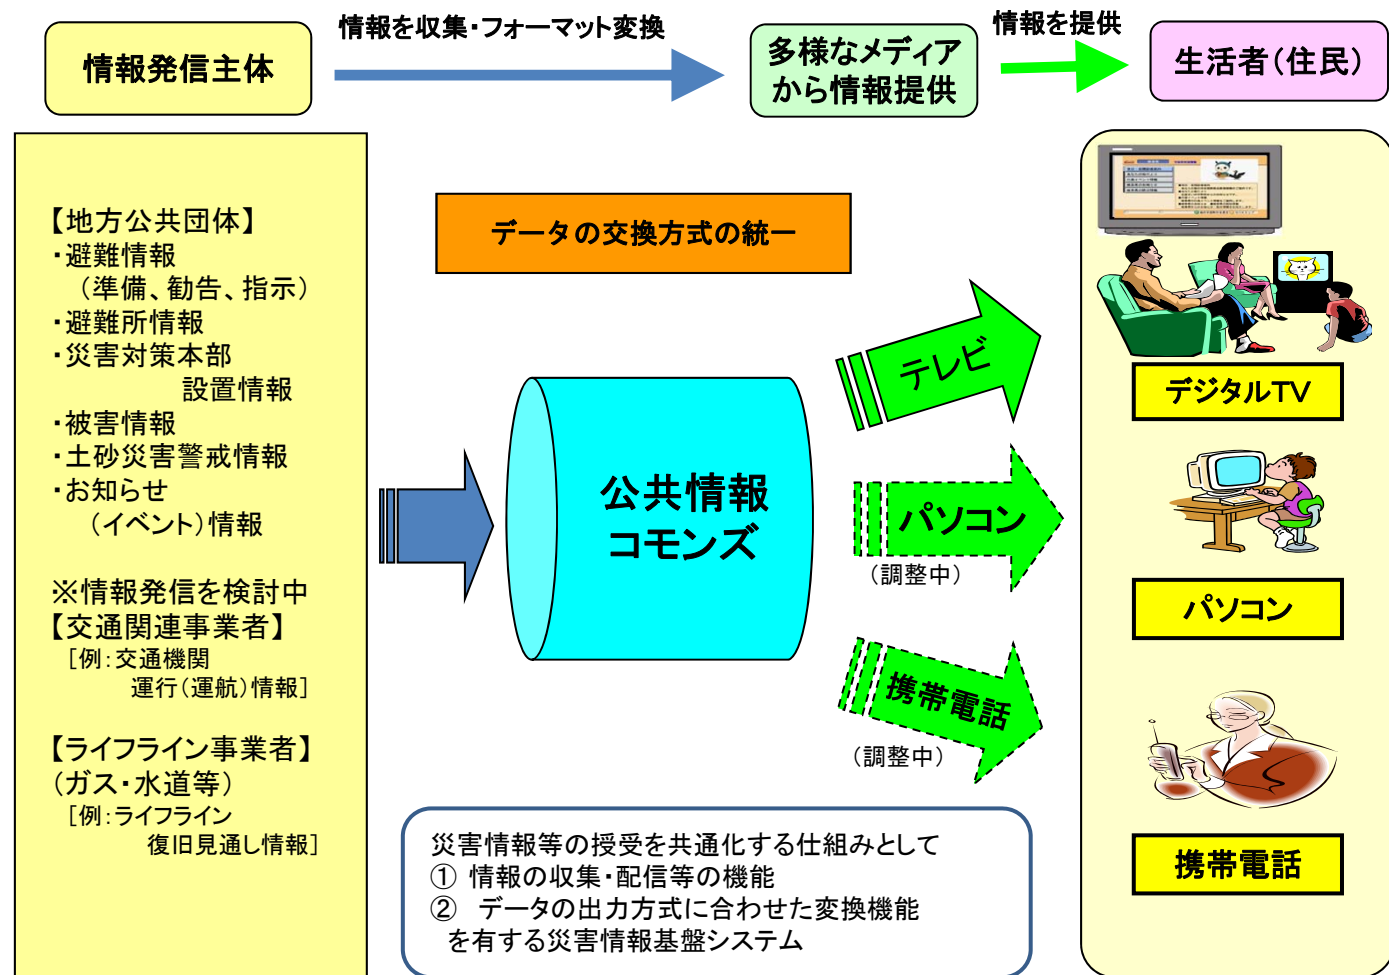 情報発信主体
情報を収集・フォーマット変換
多様なメディア
から情報提供
情報を提供
生活者(住民)
【地方公共団体】
・避難情報
(準備、勧告、指示)
・避難所情報
・災害対策本部
設置情報
・被害情報
・土砂災害警戒情報
・お知らせ
(イベント)情報
※情報発信を検討中
【交通関連事業者】
[例:交通機関
運行(運航)情報]
【ライフライン事業者】
(ガス・水道等)
[例:ライフライン
復旧見通し情報]
データの交換方式の統一
公共情報
コモンズ
テレビ
パソコン
(調整中)
携帯電話
(調整中)
デジタルTV
パソコン
携帯電話
災害情報等の授受を共通化する仕組みとして
① 情報の収集・配信等の機能
② データの出力方式に合わせた変換機能
を有する災害情報基盤システム